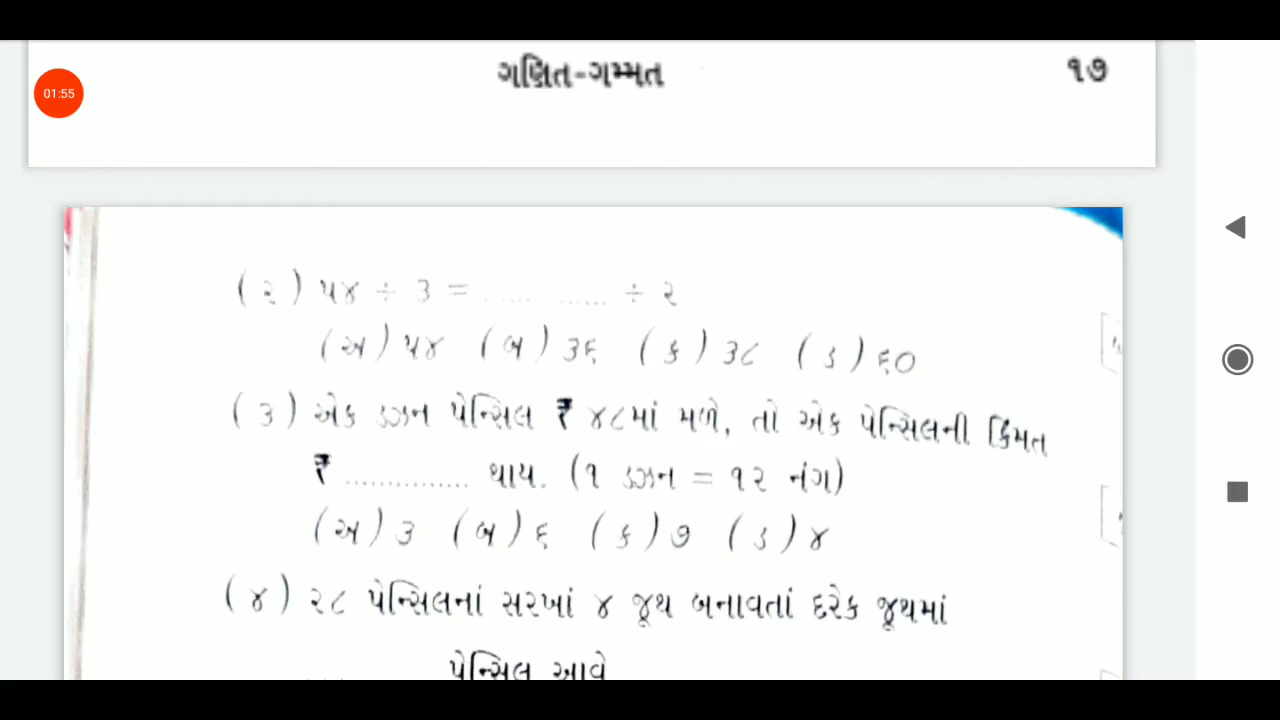 ગણિત-ગમ્મત ૧૭
01:55
(૨) ૫૪ ÷ ૩ = ............ ÷ ૨
(અ) ૫૪ (બ) ૩૬ (ક) ૩૮ (ડ) ૬૦
(૩) એક ડઝન પેન્સિલ ₹ ૪૮માં મળે, તો એક પેન્સિલની કિંમત
₹ .............. થાય. (૧ ડઝન = ૧૨ નંગ)
(અ) ૩ (બ) ૬ (ક) ૭ (ડ) ૪
(૪) ૨૮ પેન્સિલનાં સરખાં ૪ જૂથ બનાવતાં દરેક જૂથમાં
પેન્સિલ આવે